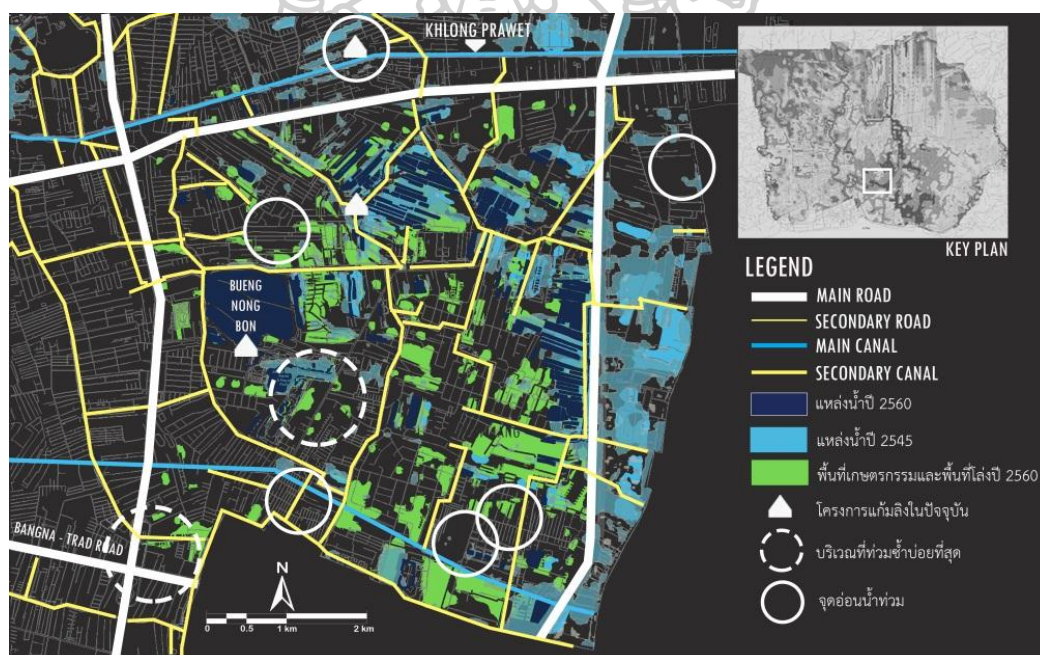 KHLONG PRAWET
BUENG
NONG
BON
BANGNA - TRAD ROAD
N
0 0.5 1 km 2 km
KEY PLAN
LEGEND
MAIN ROAD
SECONDARY ROAD
MAIN CANAL
SECONDARY CANAL
แหล่งน้ำปี 2560
แหล่งน้ำปี 2545
พื้นที่เกษตรกรรมและพื้นที่โล่งปี 2560
โครงการแก้มลิงในปัจจุบัน
บริเวณที่ท่วมซ้ำบ่อยที่สุด
จุดอ่อนน้ำท่วม